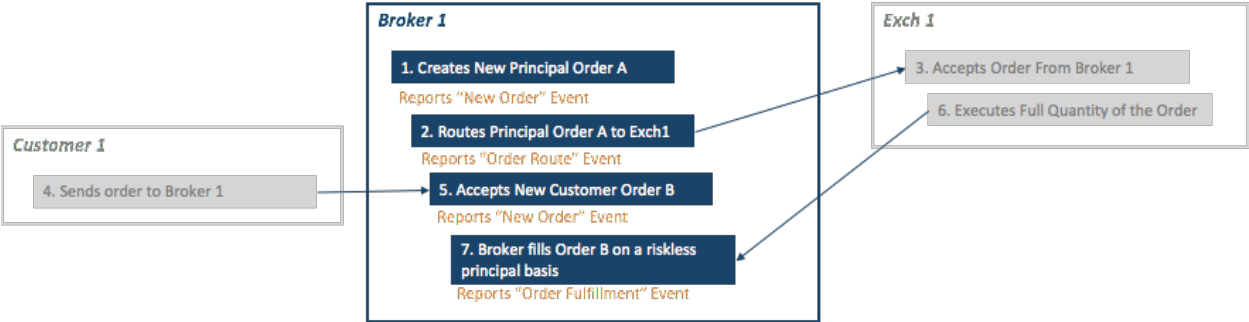 Broker 1
Exch 1
1. Creates New Principal Order A
3. Accepts Order From Broker 1
Reports "New Order" Event
6. Executes Full Quantity of the Order
2. Routes Principal Order A to Exch1
Customer 1
Reports "Order Route" Event
4. Sends order to Broker 1
5. Accepts New Customer Order B
Reports "New Order" Event
7. Broker fills Order B on a riskless
principal basis
Reports "Order Fulfillment" Event